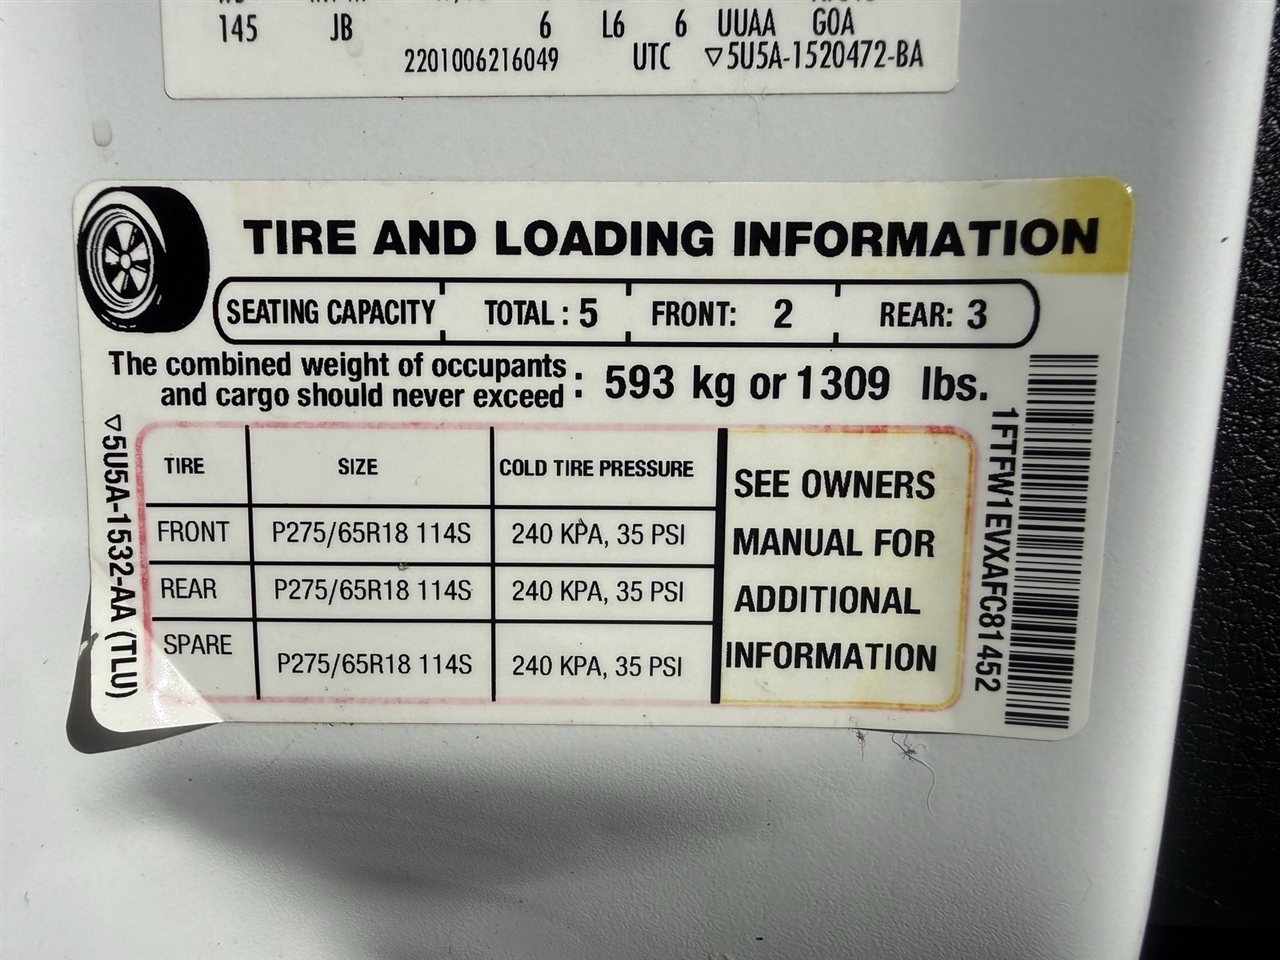 145 JB 6 L6 6 UUAA GOA
2201006216049 UTC ▽5U5A-1520472-BA
TIRE AND LOADING INFORMATION
SEATING CAPACITY TOTAL : 5 FRONT: 2 REAR: 3
The combined weight of occupants
and cargo should never exceed : 593 kg or 1309 lbs.
TIRE SIZE COLD TIRE PRESSURE
FRONT P275/65R18 114S 240 KPA, 35 PSI
REAR P275/65R18 114S 240 KPA, 35 PSI
SPARE P275/65R18 114S 240 KPA, 35 PSI
SEE OWNERS
MANUAL FOR
ADDITIONAL
INFORMATION
▽5U5A-1532-AA (TLU)
1FTFW1EVXAFC81452